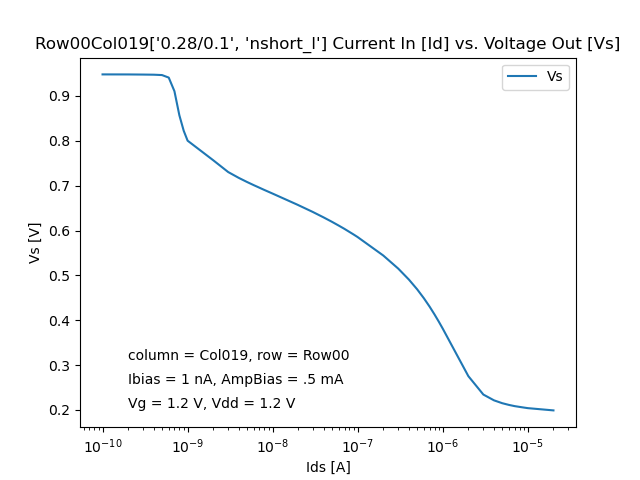 Row00Col019['0.28/0.1', 'nshort_l'] Current In [Id] vs. Voltage Out [Vs]
Vs
0.9
0.8
0.7
0.6
0.5
0.4
0.3
0.2
Vs [V]
column = Col019, row = Row00
Ibias = 1 nA, AmpBias = .5 mA
Vg = 1.2 V, Vdd = 1.2 V
10⁻¹⁰ 10⁻⁹ 10⁻⁸ 10⁻⁷ 10⁻⁶ 10⁻⁵
Ids [A]